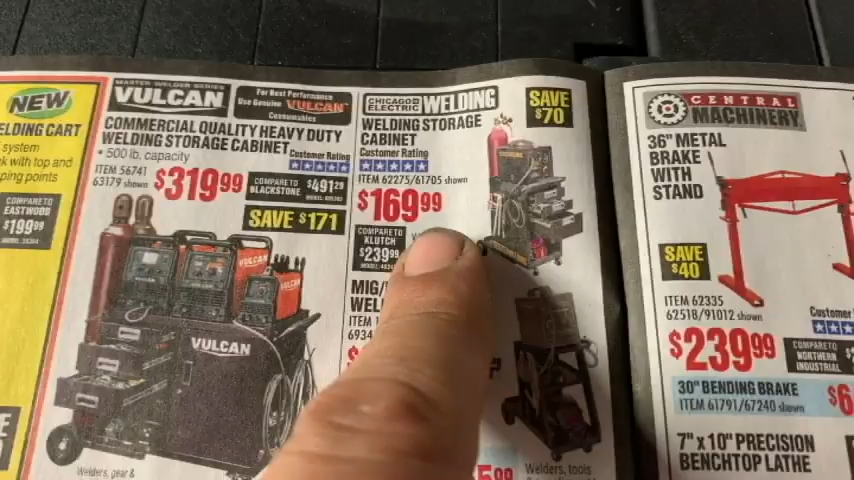 NEW
ELDING CART
system
k with top and
ping points
COMPARE TO
EASTWOOD
$199.99
MASTER WELDER SERIES
VULCAN
For Best Performance
Use Genuine VULCAN
Consumables
COMMERCIAL QUALITY HEAVY DUTY
WELDING STORAGE CABINET
• 500 lb. capacity
Customer Rating
ITEM 56741
63179 shown
$319.99
COMPARE TO
BLACKSTONE
$491.29
SAVE $171
VULCAN
VULCAN
Welders, gear &
CHICAGO ELECTRIC WELDING
WELDING STORAGE
CABINET
Customer Rating
ITEM 62275/61705 shown
$169.99
SAVE
$70
COMPARE TO
KLUTCH
$239.99
MIG/
WEL
ITEM
6934
5.99
Welders, tools
CENTRAL
MACHINERY
36" METAL
BRAKE
WITH
STAND
SAVE
$40
ITEM 62335
62518/91012 shown
Customer
$239.99
COMPARE TO
NORTHERN
INDUSTRIAL
30" BENDING BRAKE
ITEM 61791/67240 shown
$6
7" x 10" PRECISION
BENCHTOP LATHE